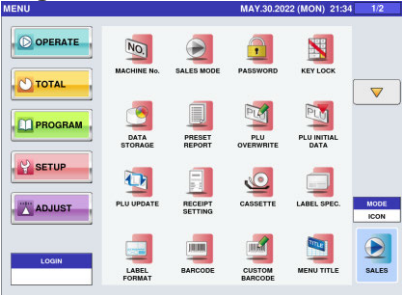 MENU MAY.30.2022 (MON) 21:34 1/2
OPERATE
TOTAL
PROGRAM
SETUP
ADJUST
LOGIN
NO.
MACHINE No.
SALES MODE
PASSWORD
KEY LOCK
DATA
STORAGE
PRESET
REPORT
PLU
PLU
OVERWRITE
PLU
PLU INITIAL
DATA
PLU UPDATE
RECEIPT
SETTING
CASSETTE
LABEL SPEC.
LABEL
FORMAT
BARCODE
CUSTOM
BARCODE
TITLE
MENU TITLE
MODE
ICON
SALES